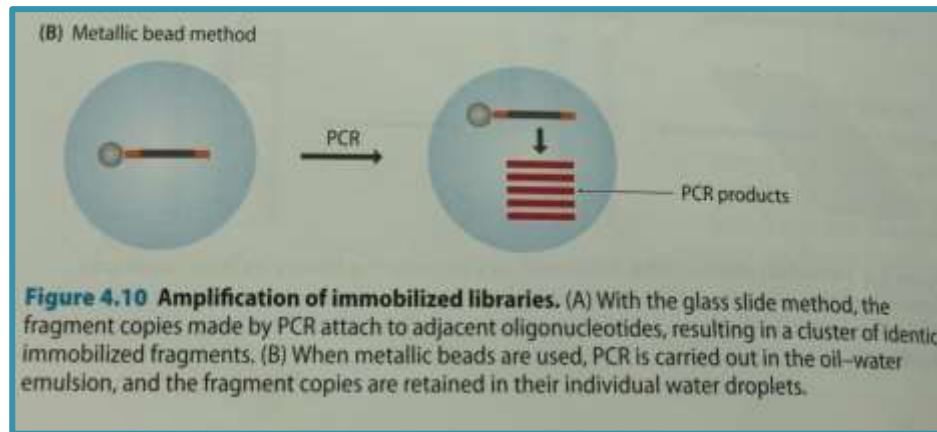 (B) Metallic bead method
PCR
PCR products
Figure 4.10 Amplification of immobilized libraries. (A) With the glass slide method, the
fragment copies made by PCR attach to adjacent oligonucleotides, resulting in a cluster of identic
immobilized fragments. (B) When metallic beads are used, PCR is carried out in the oil–water
emulsion, and the fragment copies are retained in their individual water droplets.